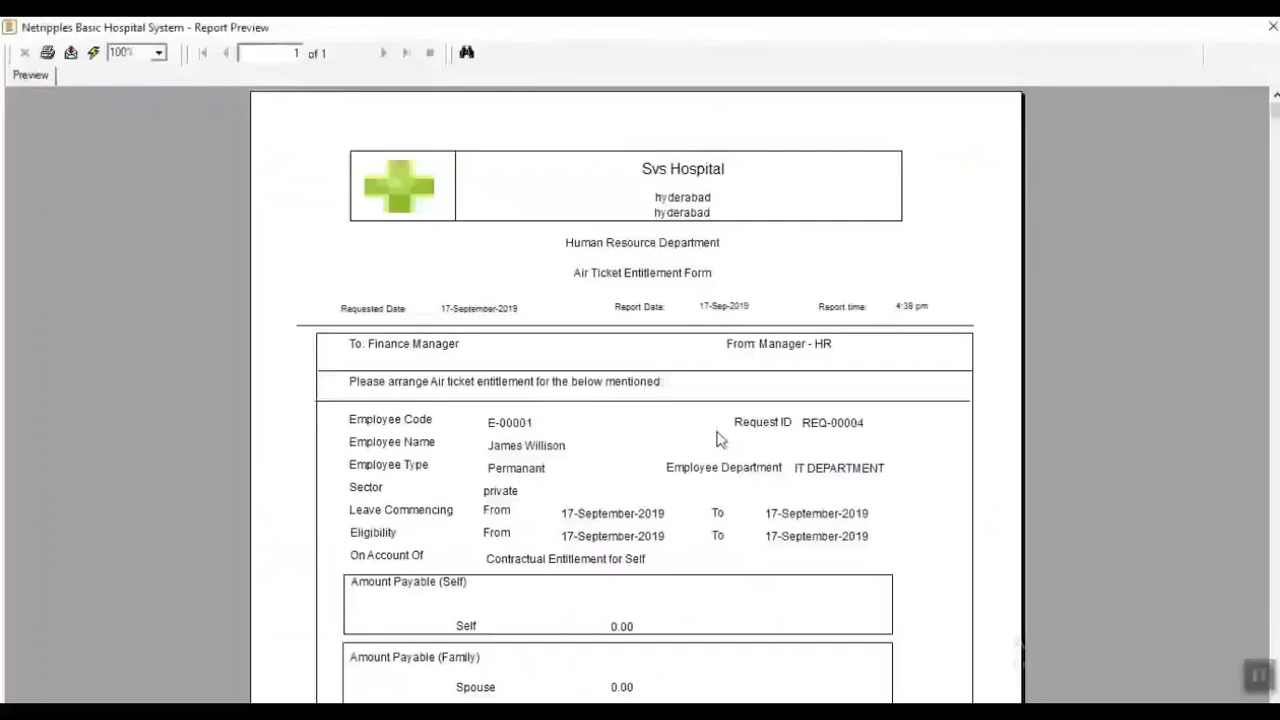 Netripples Basic Hospital System - Report Preview
100% 1 of 1
Preview
Svs Hospital
hyderabad
hyderabad
Human Resource Department
Air Ticket Entitlement Form
Requested Date 17-September-2019 Report Date: 17-Sep-2019 Report time: 4:38 pm
To: Finance Manager From: Manager - HR
Please arrange Air ticket entitlement for the below mentioned:
Employee Code E-00001 Request ID REQ-00004
Employee Name James Willison
Employee Type Permanant Employee Department IT DEPARTMENT
Sector private
Leave Commencing From 17-September-2019 To 17-September-2019
Eligibility From 17-September-2019 To 17-September-2019
On Account Of Contractual Entitlement for Self
Amount Payable (Self)
Self 0.00
Amount Payable (Family)
Spouse 0.00